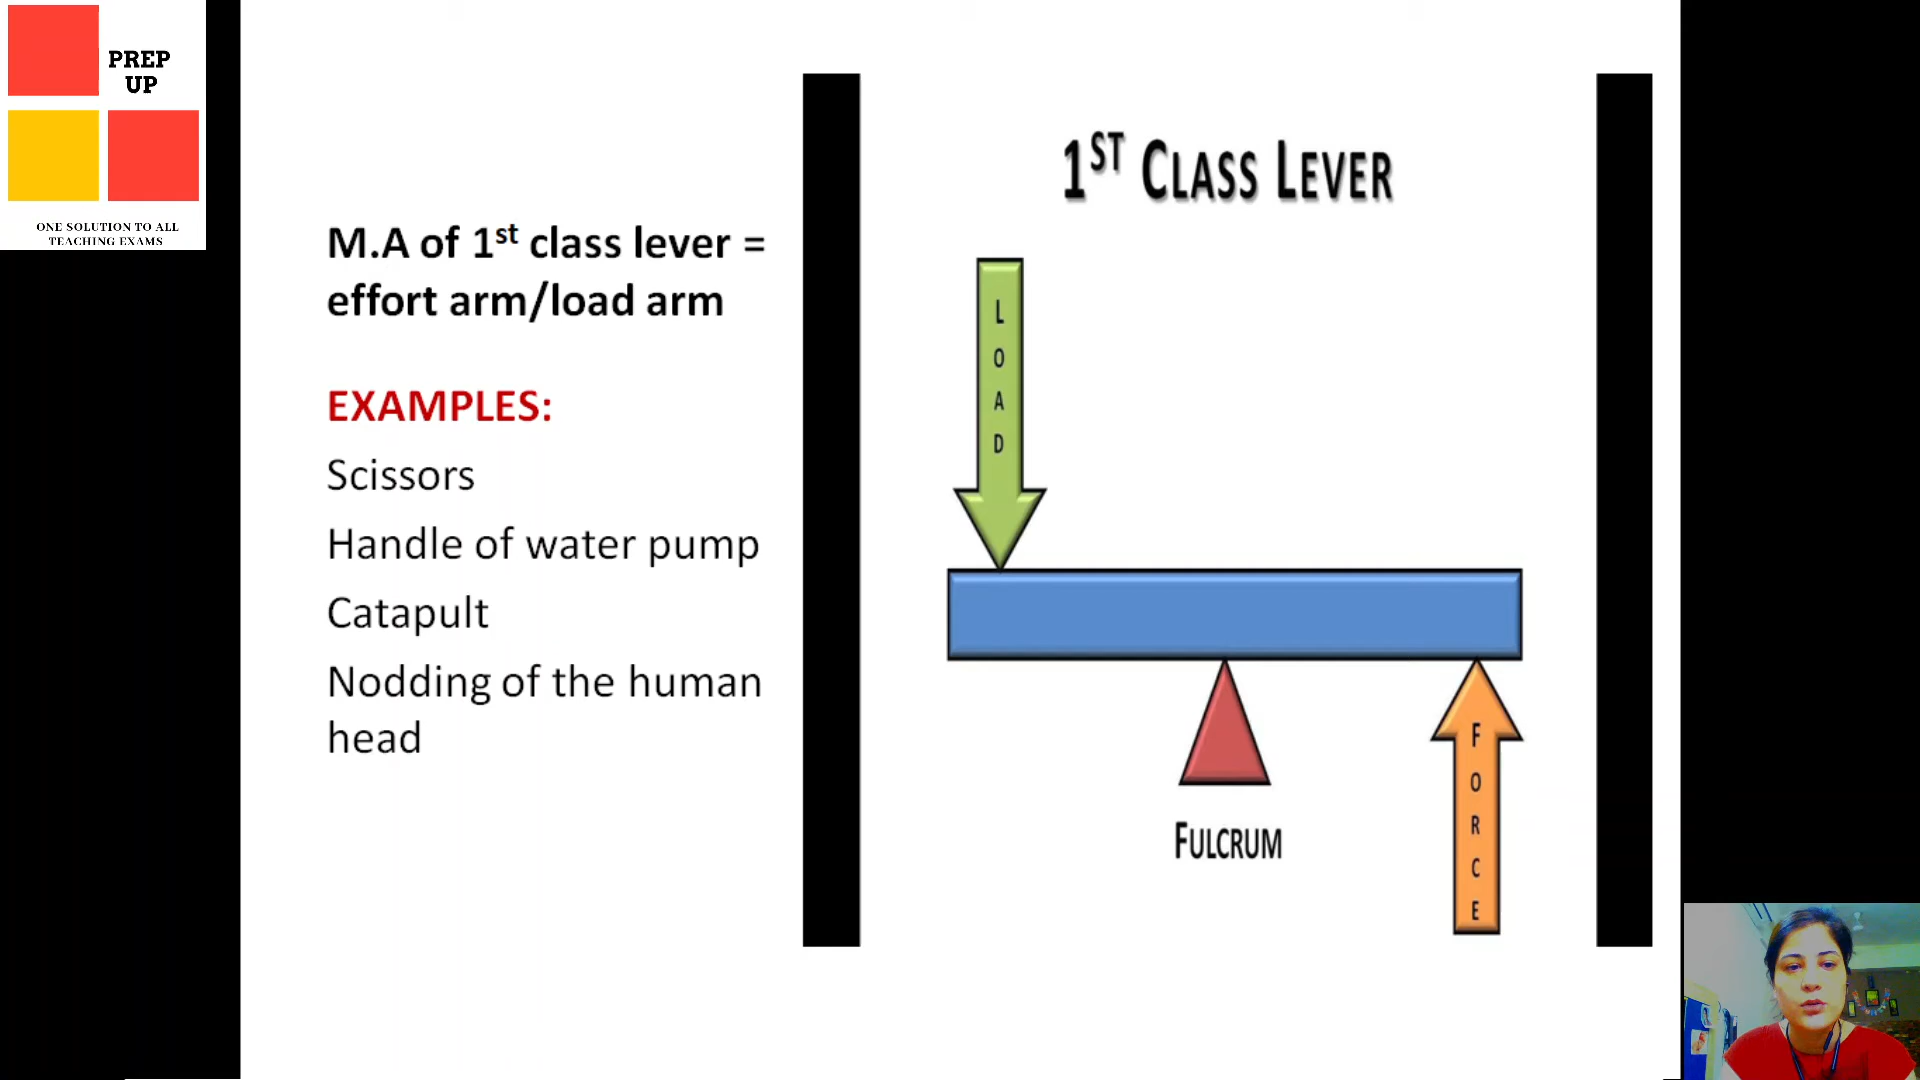 PREP
UP
ONE SOLUTION TO ALL
TEACHING EXAMS
M.A of 1st class lever =
effort arm/load arm
EXAMPLES:
Scissors
Handle of water pump
Catapult
Nodding of the human
head
1ST CLASS LEVER
LOAD
FULCRUM
FORCE